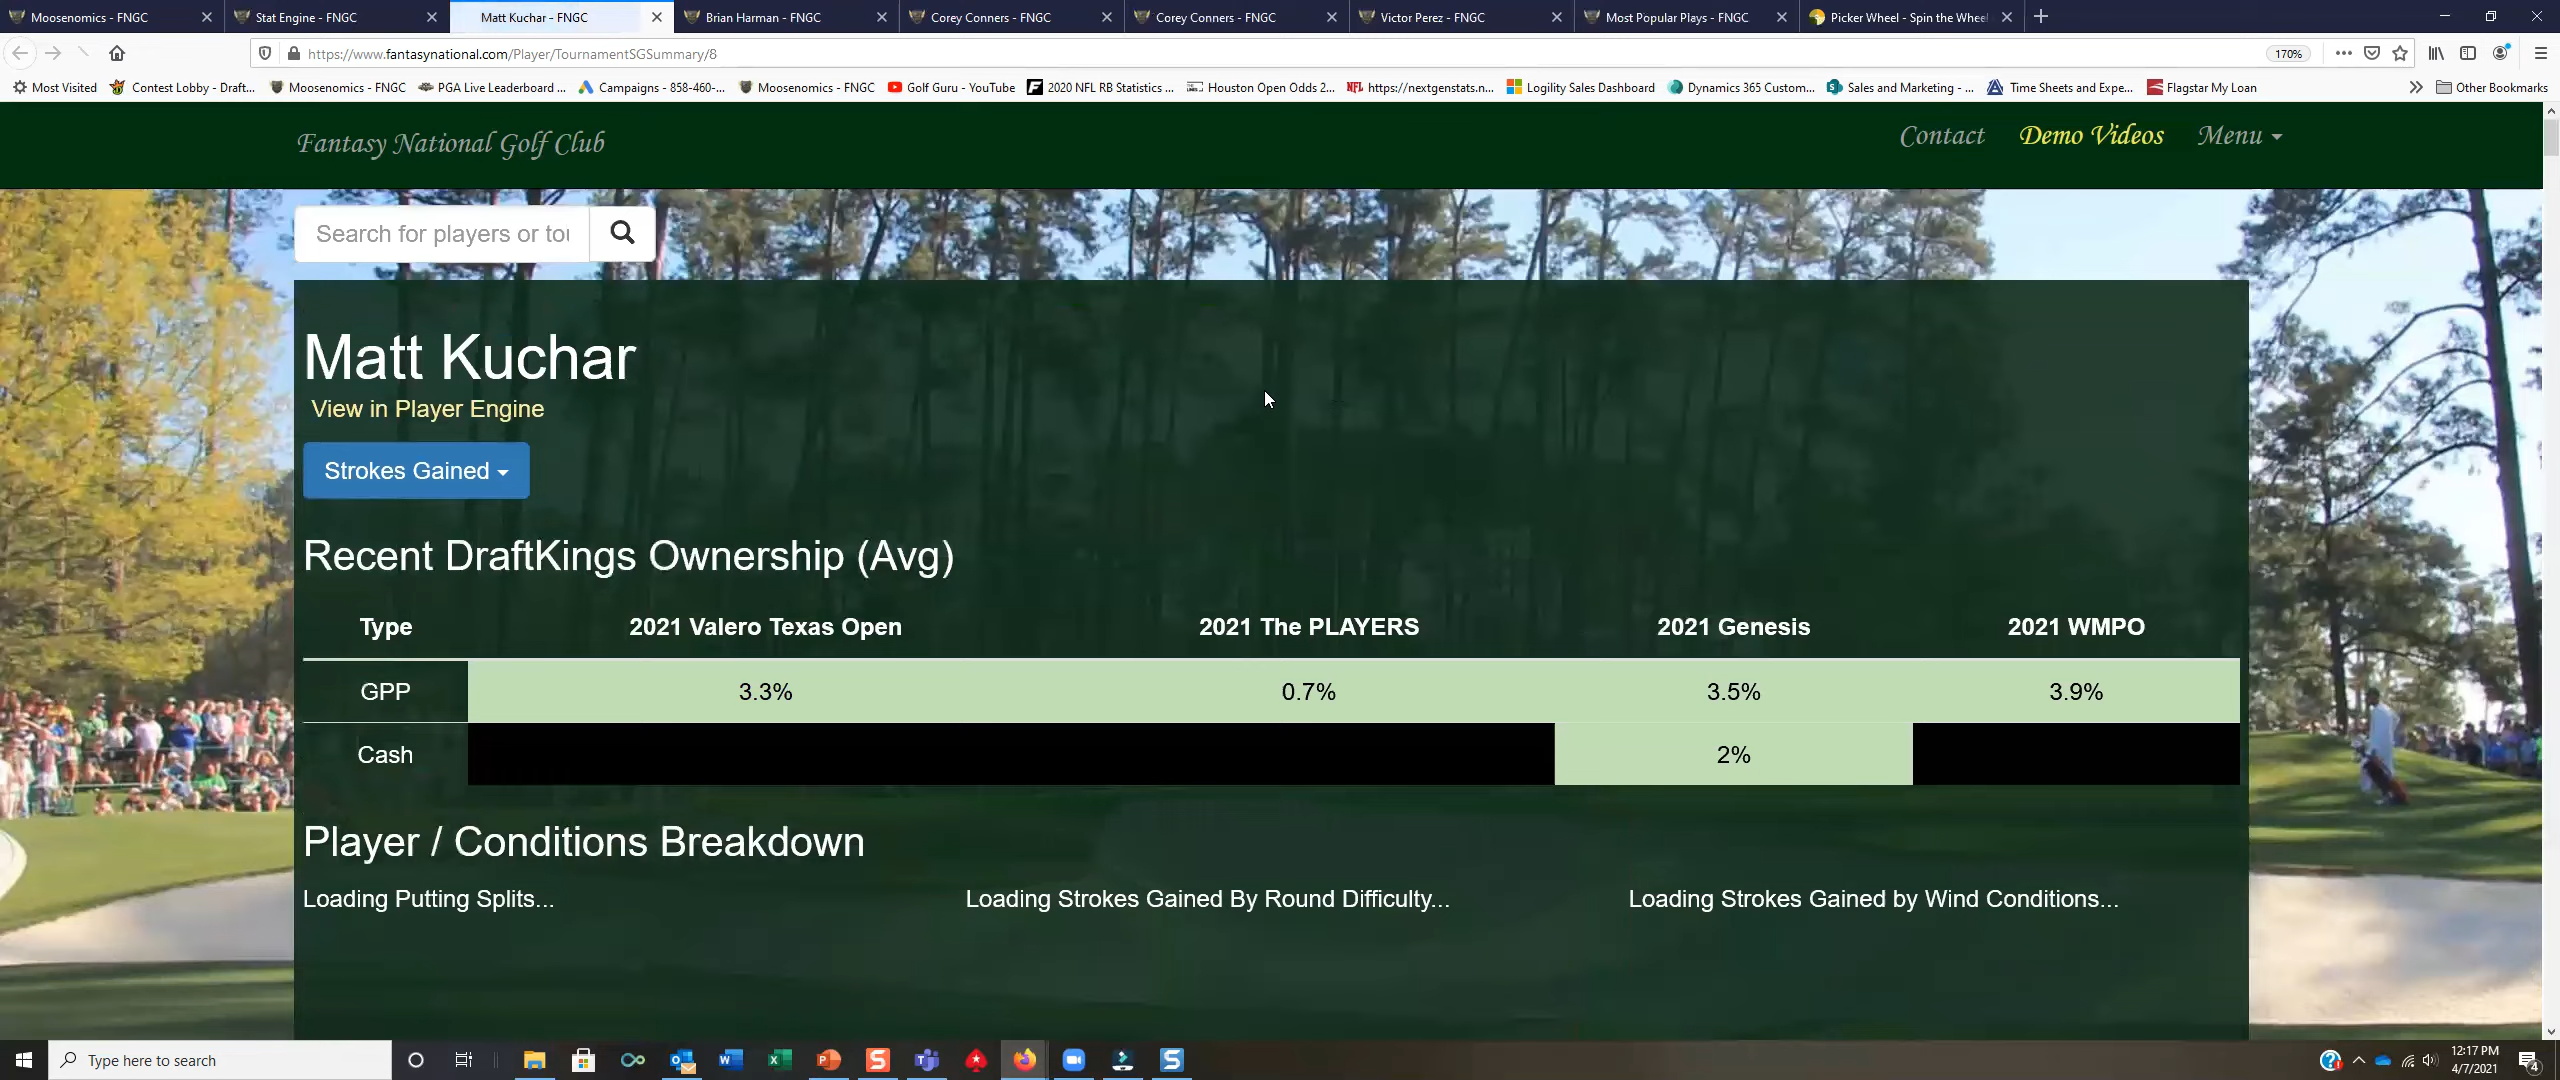 Moosenomics - FNGC
Stat Engine - FNGC
Matt Kuchar - FNGC
Brian Harman - FNGC
Corey Conners - FNGC
Corey Conners - FNGC
Victor Perez - FNGC
Most Popular Plays - FNGC
Picker Wheel - Spin the Wheel
https://www.fantasynational.com/Player/TournamentSGSummary/8
170%
Most Visited
Contest Lobby - Draft...
Moosenomics - FNGC
PGA Live Leaderboard ...
Campaigns - 858-460-...
Moosenomics - FNGC
Golf Guru - YouTube
2020 NFL RB Statistics ...
Houston Open Odds 2...
https://nextgenstats.n...
Logility Sales Dashboard
Dynamics 365 Custom...
Sales and Marketing - ...
Time Sheets and Expe...
Flagstar My Loan
Other Bookmarks
Fantasy National Golf Club
Contact
Demo Videos
Menu
Search for players or tou
Matt Kuchar
View in Player Engine
Strokes Gained
Recent DraftKings Ownership (Avg)
Type 2021 Valero Texas Open 2021 The PLAYERS 2021 Genesis 2021 WMPO
GPP 3.3% 0.7% 3.5% 3.9%
Cash 2%
Player / Conditions Breakdown
Loading Putting Splits...
Loading Strokes Gained By Round Difficulty...
Loading Strokes Gained by Wind Conditions...
Type here to search
12:17 PM
4/7/2021
4